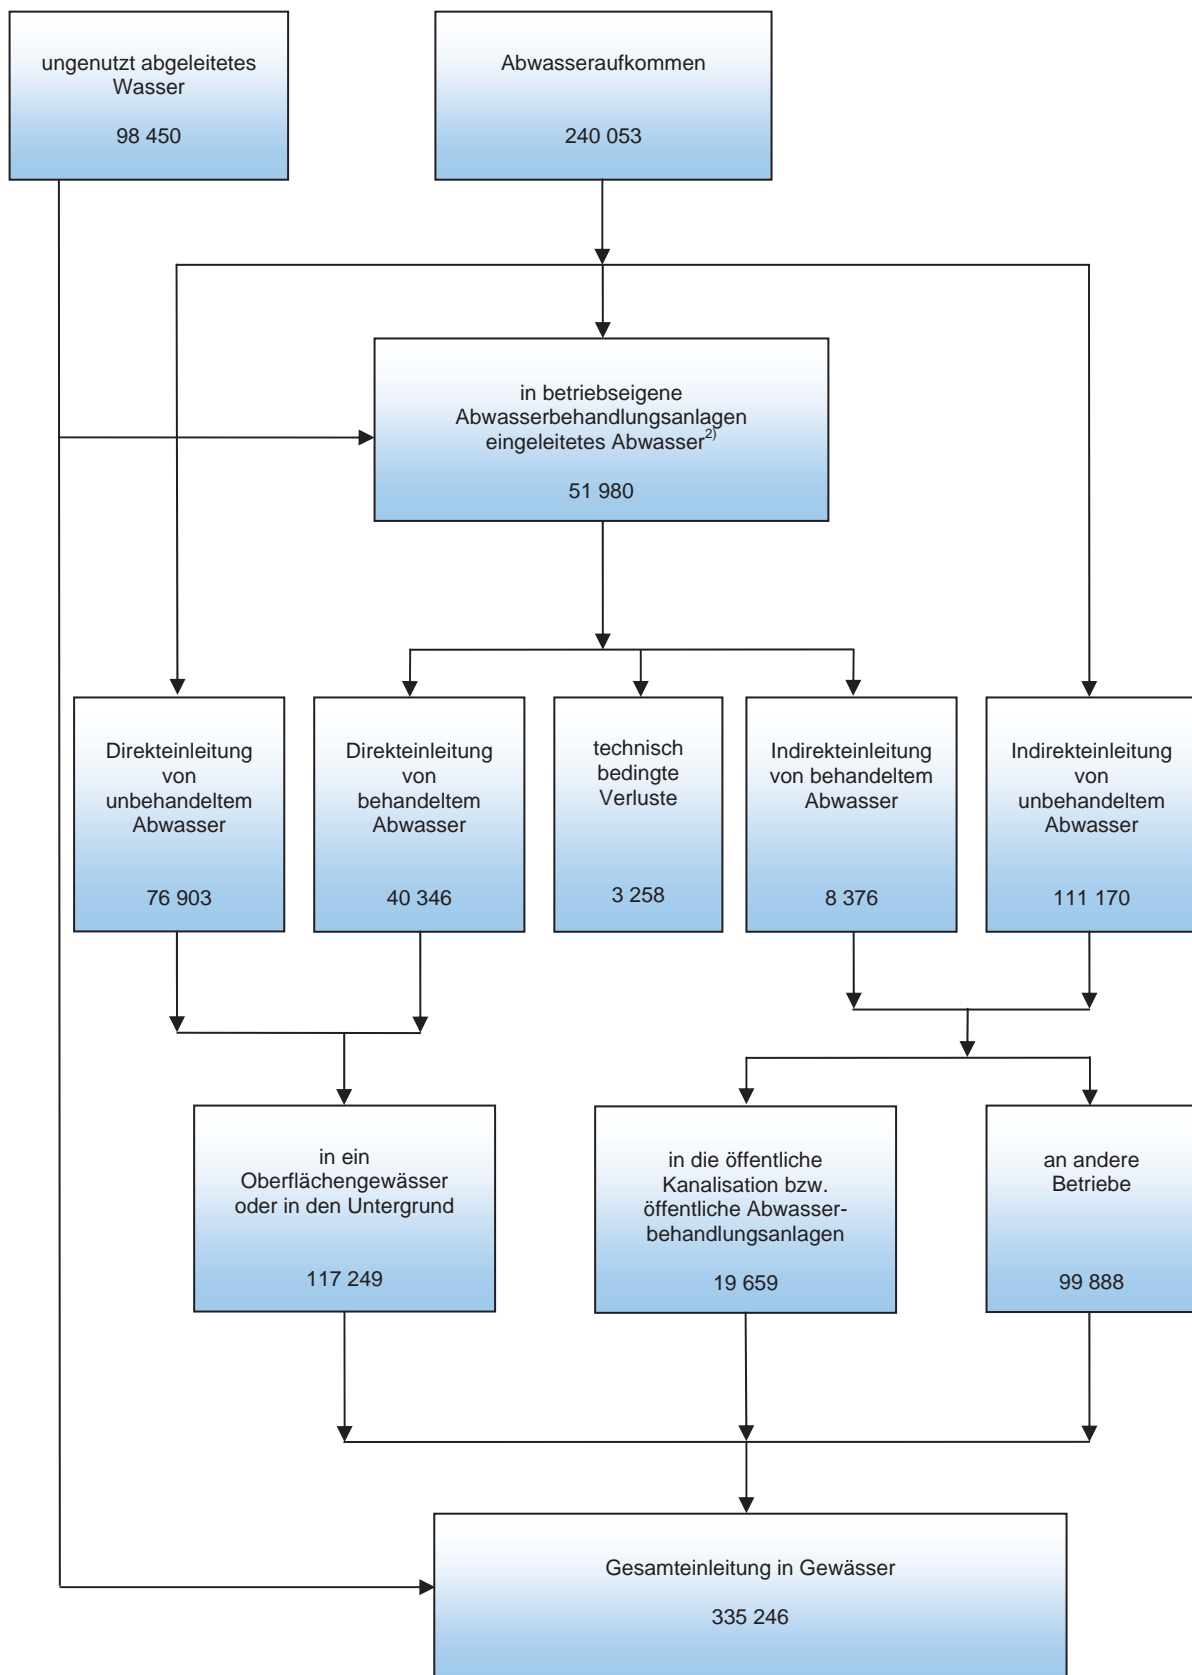 ungenutzt abgeleitetes
Wasser
98 450
Abwasseraufkommen
240 053
in betriebseigene
Abwasserbehandlungsanlagen
eingeleitetes Abwasser2)
51 980
Direkteinleitung
von
unbehandeltem
Abwasser
76 903
Direkteinleitung
von
behandeltem
Abwasser
40 346
technisch
bedingte
Verluste
3 258
Indirekteinleitung
von behandeltem
Abwasser
8 376
Indirekteinleitung
von
unbehandeltem
Abwasser
111 170
in ein
Oberflächengewässer
oder in den Untergrund
117 249
in die öffentliche
Kanalisation bzw.
öffentliche Abwasser-
behandlungsanlagen
19 659
an andere
Betriebe
99 888
Gesamteinleitung in Gewässer
335 246